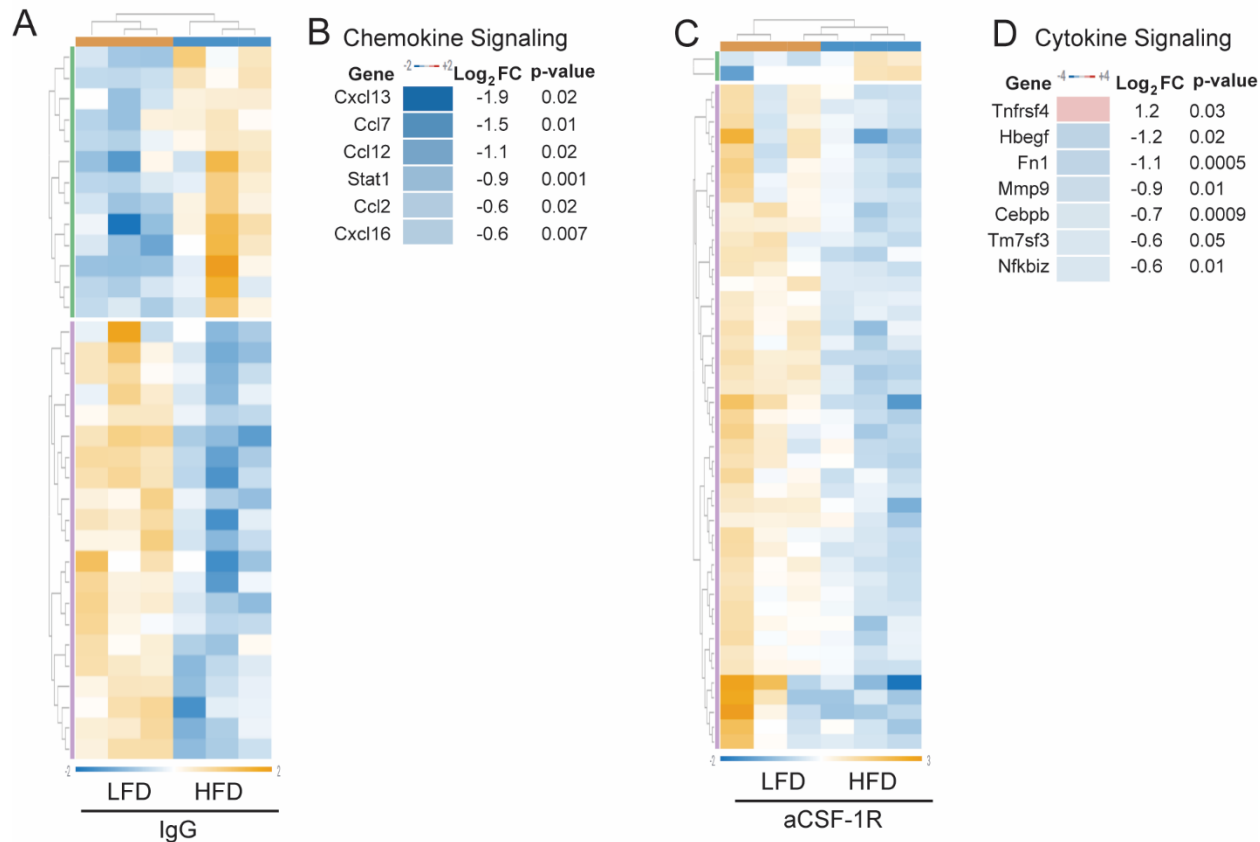 A
B Chemokine Signaling
Gene -2 +2 Log2 FC p-value
Cxcl13 -1.9 0.02
Ccl7 -1.5 0.01
Ccl12 -1.1 0.02
Stat1 -0.9 0.001
Ccl2 -0.6 0.02
Cxcl16 -0.6 0.007
-2 2
LFD HFD
IgG
C
D Cytokine Signaling
Gene -4 +4 Log2 FC p-value
Tnfrsf4 1.2 0.03
Hbegf -1.2 0.02
Fn1 -1.1 0.0005
Mmp9 -0.9 0.01
Cebpb -0.7 0.0009
Tm7sf3 -0.6 0.05
Nfkbiz -0.6 0.01
-2 3
LFD HFD
aCSF-1R